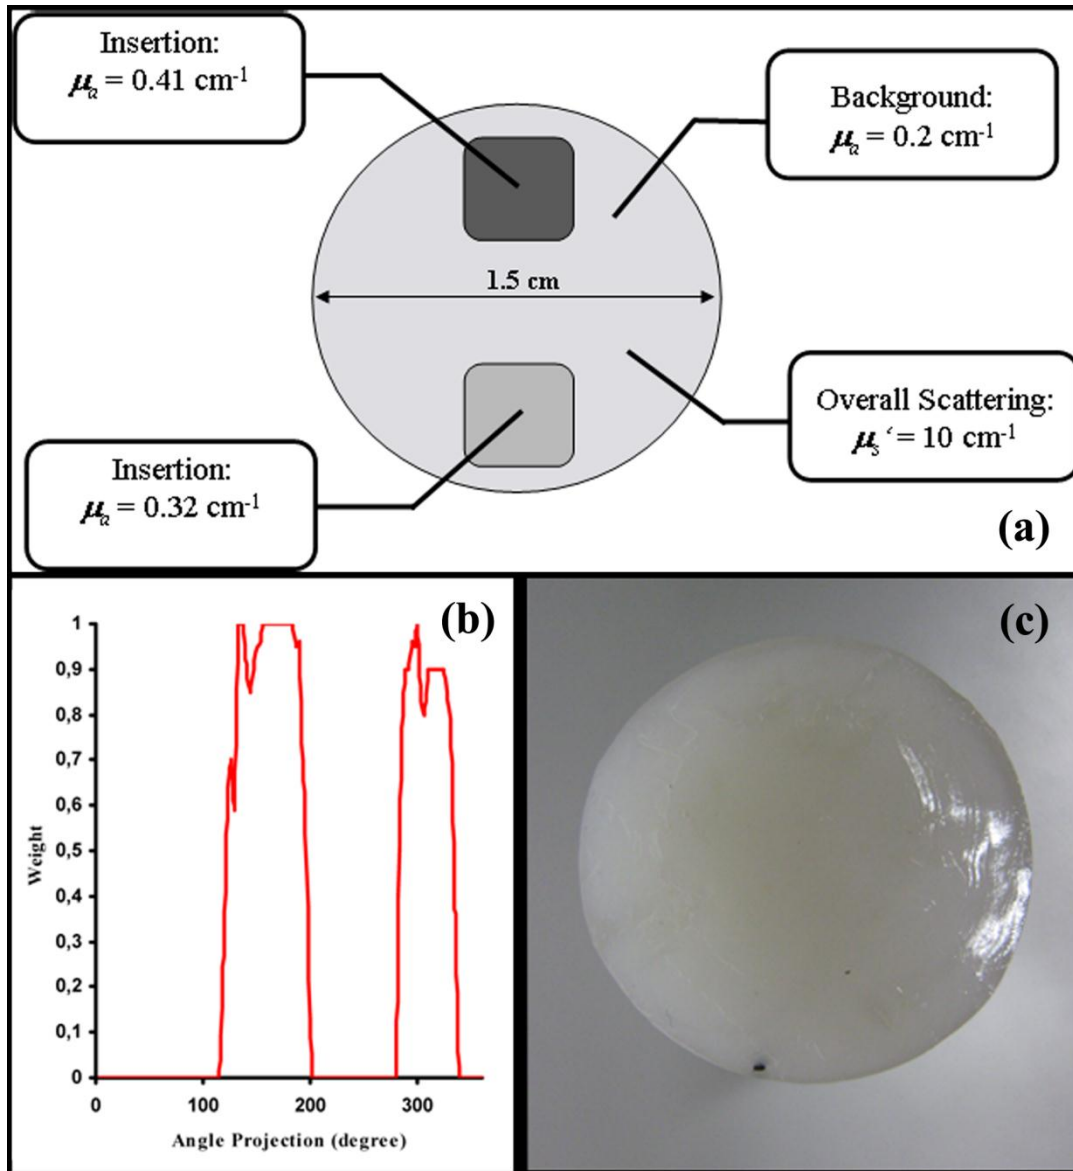 Insertion:
μₐ = 0.41 cm⁻¹
Background:
μₐ = 0.2 cm⁻¹
1.5 cm
Overall Scattering:
μₛ‘ = 10 cm⁻¹
Insertion:
μₐ = 0.32 cm⁻¹
(a)
(b)
1
0,9
0,8
0,7
0,6
0,5
0,4
0,3
0,2
0,1
0
Weight
0 100 200 300
Angle Projection (degree)
(c)